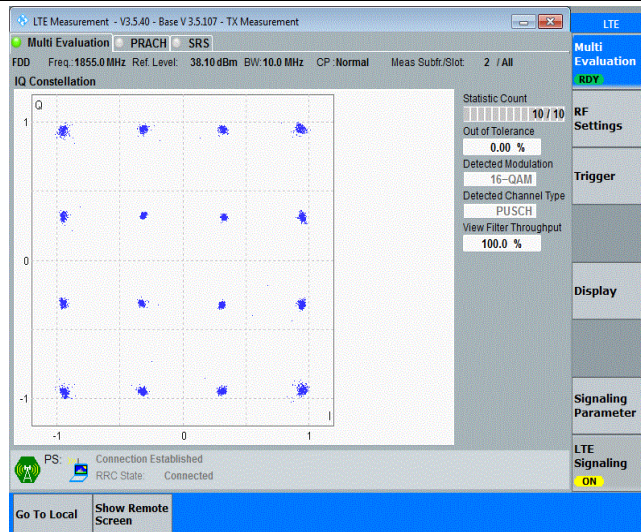 LTE Measurement - V3.5.40 - Base V 3.5.107 - TX Measurement
LTE
Multi Evaluation PRACH SRS
FDD Freq.:1855.0 MHz Ref. Level: 38.10 dBm BW:10.0 MHz CP :Normal Meas Subfr./Slot: 2 / All
IQ Constellation
Q
1
0
-1
I
-1 0 1
Statistic Count
10 / 10
Out of Tolerance
0.00 %
Detected Modulation
16-QAM
Detected Channel Type
PUSCH
View Filter Throughput
100.0 %
PS:
Connection Established
RRC State: Connected
Multi
Evaluation
RDY
RF
Settings
Trigger
Display
Signaling
Parameter
LTE
Signaling
ON
Go To Local
Show Remote
Screen